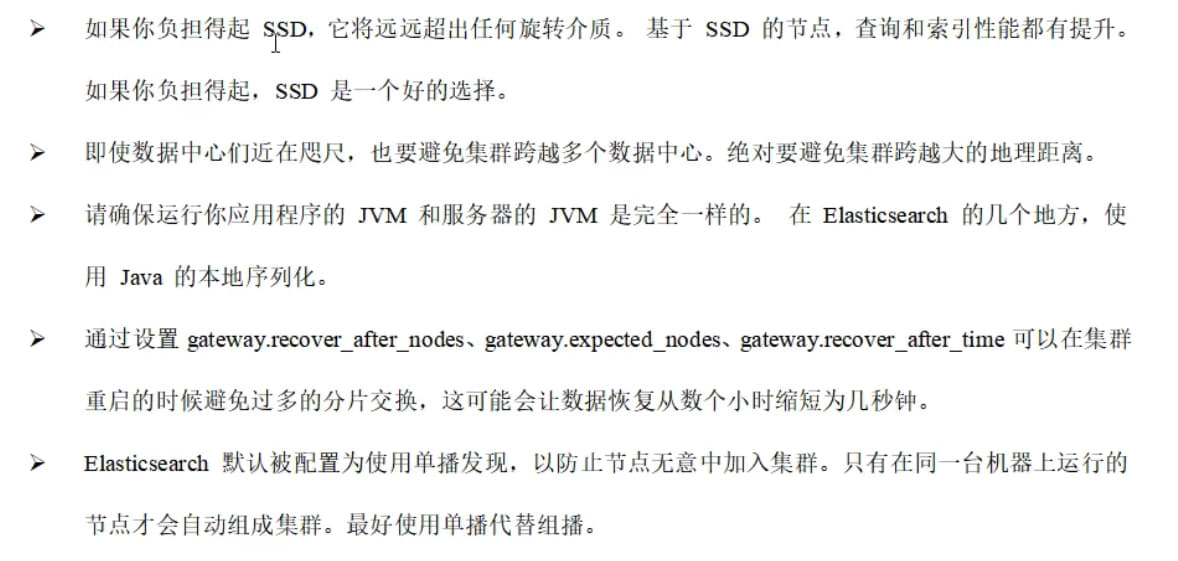 ➢ 如果你负担得起 SSD，它将远远超出任何旋转介质。 基于 SSD 的节点，查询和索引性能都有提升。
如果你负担得起，SSD 是一个好的选择。
➢ 即使数据中心们近在咫尺，也要避免集群跨越多个数据中心。绝对要避免集群跨越大的地理距离。
➢ 请确保运行你应用程序的 JVM 和服务器的 JVM 是完全一样的。 在 Elasticsearch 的几个地方，使
用 Java 的本地序列化。
➢ 通过设置 gateway.recover_after_nodes、gateway.expected_nodes、gateway.recover_after_time 可以在集群
重启的时候避免过多的分片交换，这可能会让数据恢复从数个小时缩短为几秒钟。
➢ Elasticsearch 默认被配置为使用单播发现，以防止节点无意中加入集群。只有在同一台机器上运行的
节点才会自动组成集群。最好使用单播代替组播。